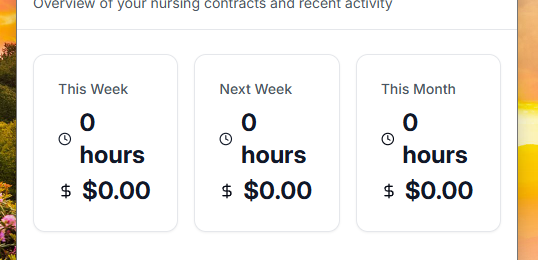 Overview of your nursing contracts and recent activity
This Week
0
hours
$ $0.00
Next Week
0
hours
$ $0.00
This Month
0
hours
$ $0.00